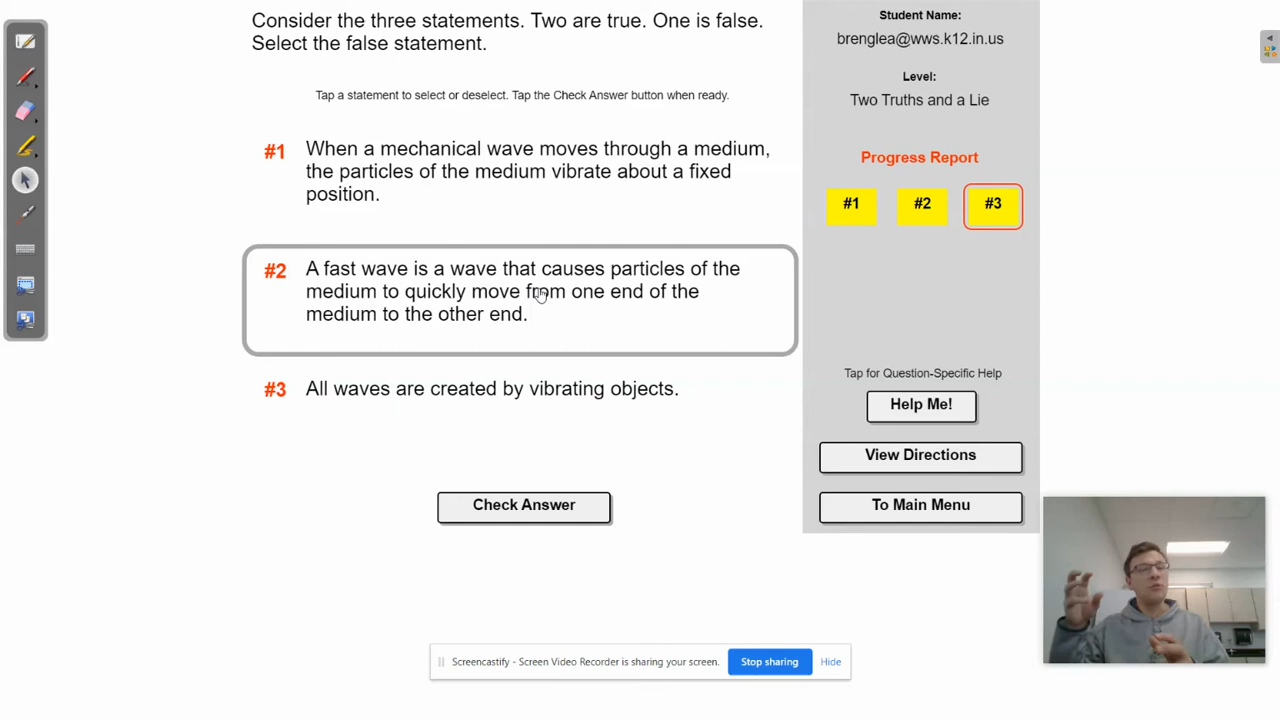 Consider the three statements. Two are true. One is false.
Select the false statement.
Tap a statement to select or deselect. Tap the Check Answer button when ready.
#1 When a mechanical wave moves through a medium,
the particles of the medium vibrate about a fixed
position.
#2 A fast wave is a wave that causes particles of the
medium to quickly move from one end of the
medium to the other end.
#3 All waves are created by vibrating objects.
Check Answer
Student Name:
brenglea@wws.k12.in.us
Level:
Two Truths and a Lie
Progress Report
#1 #2 #3
Tap for Question-Specific Help
Help Me!
View Directions
To Main Menu
Screencastify - Screen Video Recorder is sharing your screen. Stop sharing Hide